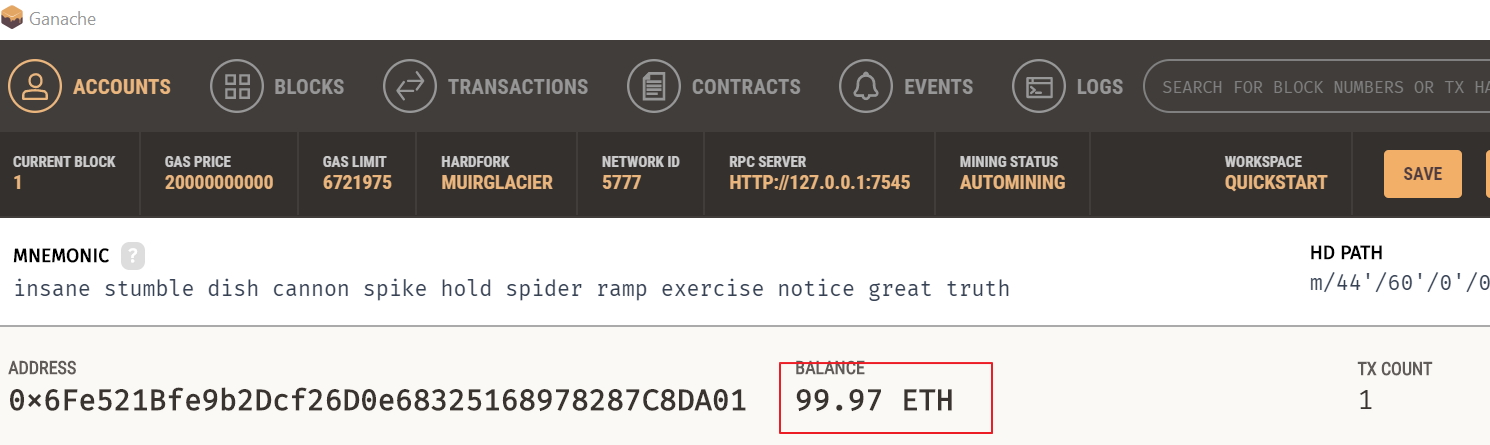 Ganache
ACCOUNTS BLOCKS TRANSACTIONS CONTRACTS EVENTS LOGS SEARCH FOR BLOCK NUMBERS OR TX HA
CURRENT BLOCK GAS PRICE GAS LIMIT HARDFORK NETWORK ID RPC SERVER MINING STATUS WORKSPACE
1 20000000000 6721975 MUIRGLACIER 5777 HTTP://127.0.0.1:7545 AUTOMINING QUICKSTART SAVE
MNEMONIC ? HD PATH
insane stumble dish cannon spike hold spider ramp exercise notice great truth m/44'/60'/0'/0
ADDRESS BALANCE TX COUNT
0×6Fe521Bfe9b2Dcf26D0e68325168978287C8DA01 99.97 ETH 1